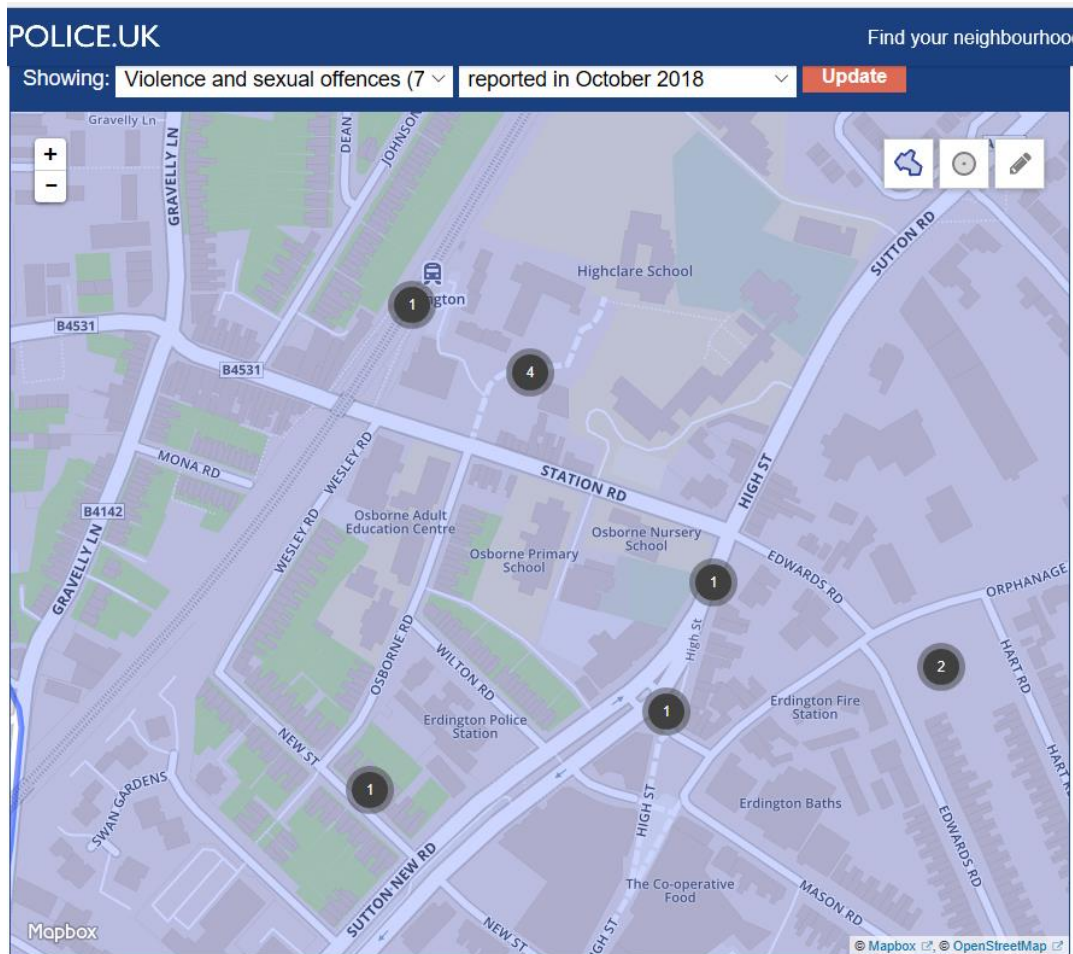 POLICE.UK
Find your neighbourhoo
Showing:
Violence and sexual offences (7
reported in October 2018
Update
Gravelly Ln
GRAVELLY LN
DEAN
JOHNSON
+
-
SUTTON RD
Highclare School
1
ngton
B4531
B4531
4
MONA RD
WESLEY RD
WESLEY RD
STATION RD
HIGH ST
B4142
GRAVELLY LN
Osborne Adult
Education Centre
Osborne Primary
School
Osborne Nursery
School
1
EDWARDS RD
ORPHANAGE
High St
HART RD
2
OSBORNE RD
WILTON RD
Erdington Police
Station
1
Erdington Fire
Station
NEW ST
1
SWAN GARDENS
HIGH ST
Erdington Baths
EDWARDS RD
SUTTON NEW RD
The Co-operative
Food
MASON RD
NEW ST
GH ST
Mapbox
© Mapbox, © OpenStreetMap